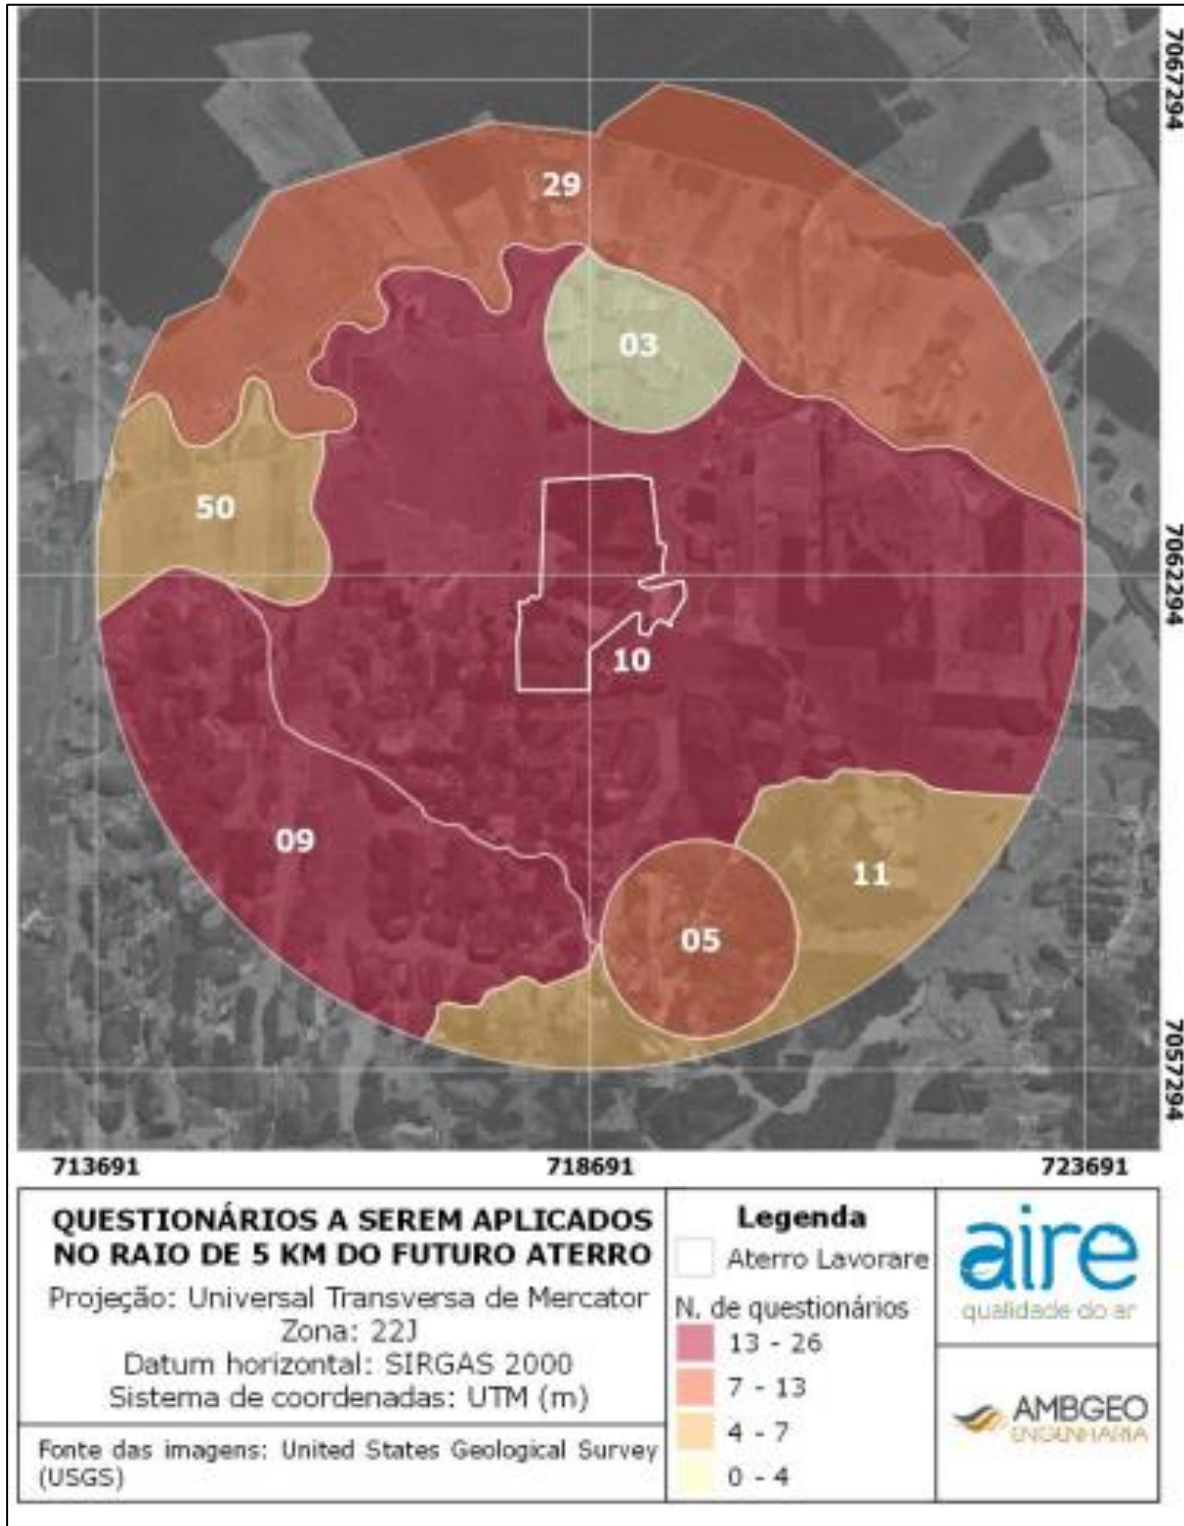 7067294
29
03
50
7062294
10
09
11
05
7057294
713691
718691
723691
QUESTIONÁRIOS A SEREM APLICADOS
NO RAIO DE 5 KM DO FUTURO ATERRO
Projeção: Universal Transversa de Mercator
Zona: 22J
Datum horizontal: SIRGAS 2000
Sistema de coordenadas: UTM (m)
Fonte das imagens: United States Geological Survey
(USGS)
Legenda
Aterro Lavorare
N. de questionários
13 - 26
7 - 13
4 - 7
0 - 4
aire
qualidade do ar
AMBGEO
ENGENHARIA